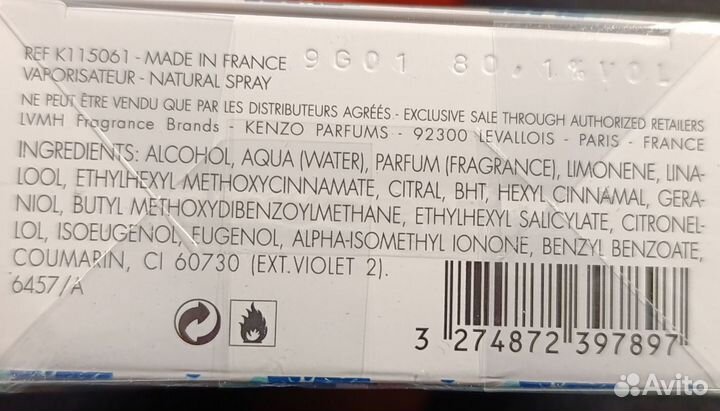 REF K115061 - MADE IN FRANCE 9G01 80,1%VOL
VAPORISATEUR - NATURAL SPRAY
NE PEUT ÊTRE VENDU QUE PAR LES DISTRIBUTEURS AGRÉÉS - EXCLUSIVE SALE THROUGH AUTHORIZED RETAILERS
LVMH Fragrance Brands - KENZO PARFUMS - 92300 LEVALLOIS - PARIS - FRANCE
INGREDIENTS: ALCOHOL, AQUA (WATER), PARFUM (FRAGRANCE), LIMONENE, LINA-
LOOL, ETHYLHEXYL METHOXYCINNAMATE, CITRAL, BHT, HEXYL CINNAMAL, GERA-
NIOL, BUTYL METHOXYDIBENZOYLMETHANE, ETHYLHEXYL SALICYLATE, CITRONEL-
LOL, ISOEUGENOL, EUGENOL, ALPHA-ISOMETHYL IONONE, BENZYL BENZOATE,
COUMARIN, CI 60730 (EXT.VIOLET 2).
6457/A
3 274872 397897
Avito